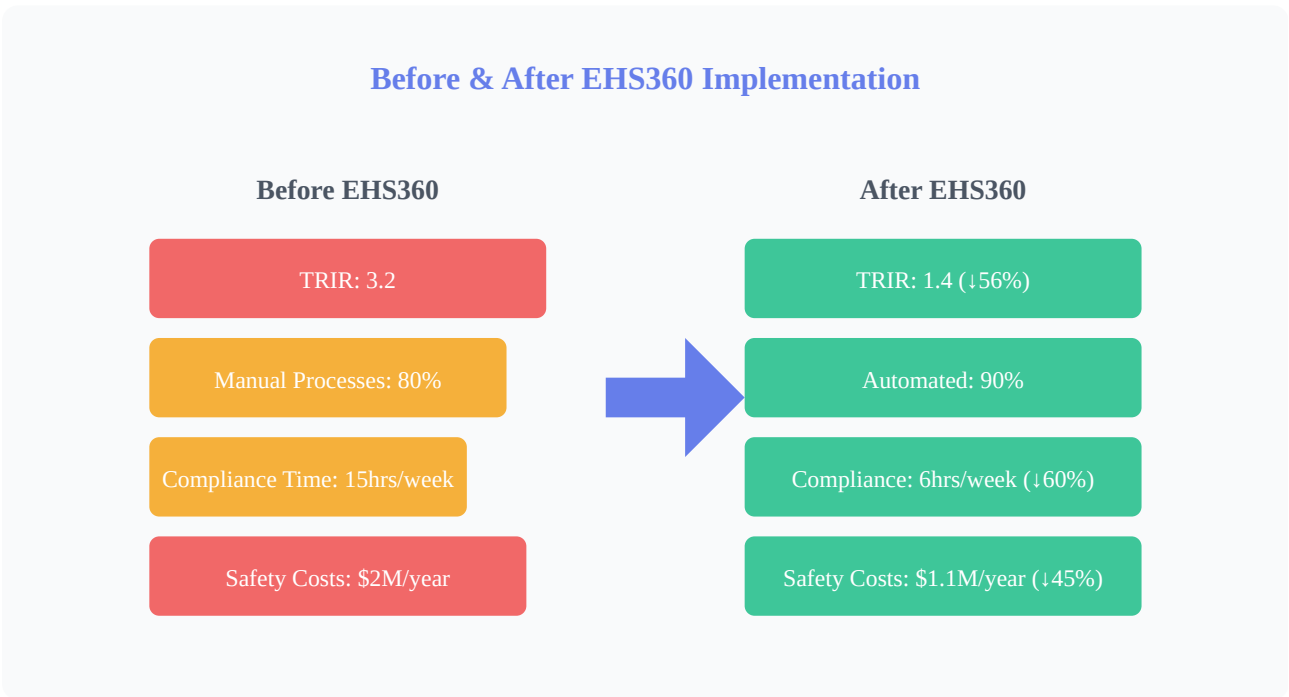 Before & After EHS360 Implementation
Before EHS360
TRIR: 3.2
Manual Processes: 80%
Compliance Time: 15hrs/week
Safety Costs: $2M/year
After EHS360
TRIR: 1.4 (↓56%)
Automated: 90%
Compliance: 6hrs/week (↓60%)
Safety Costs: $1.1M/year (↓45%)